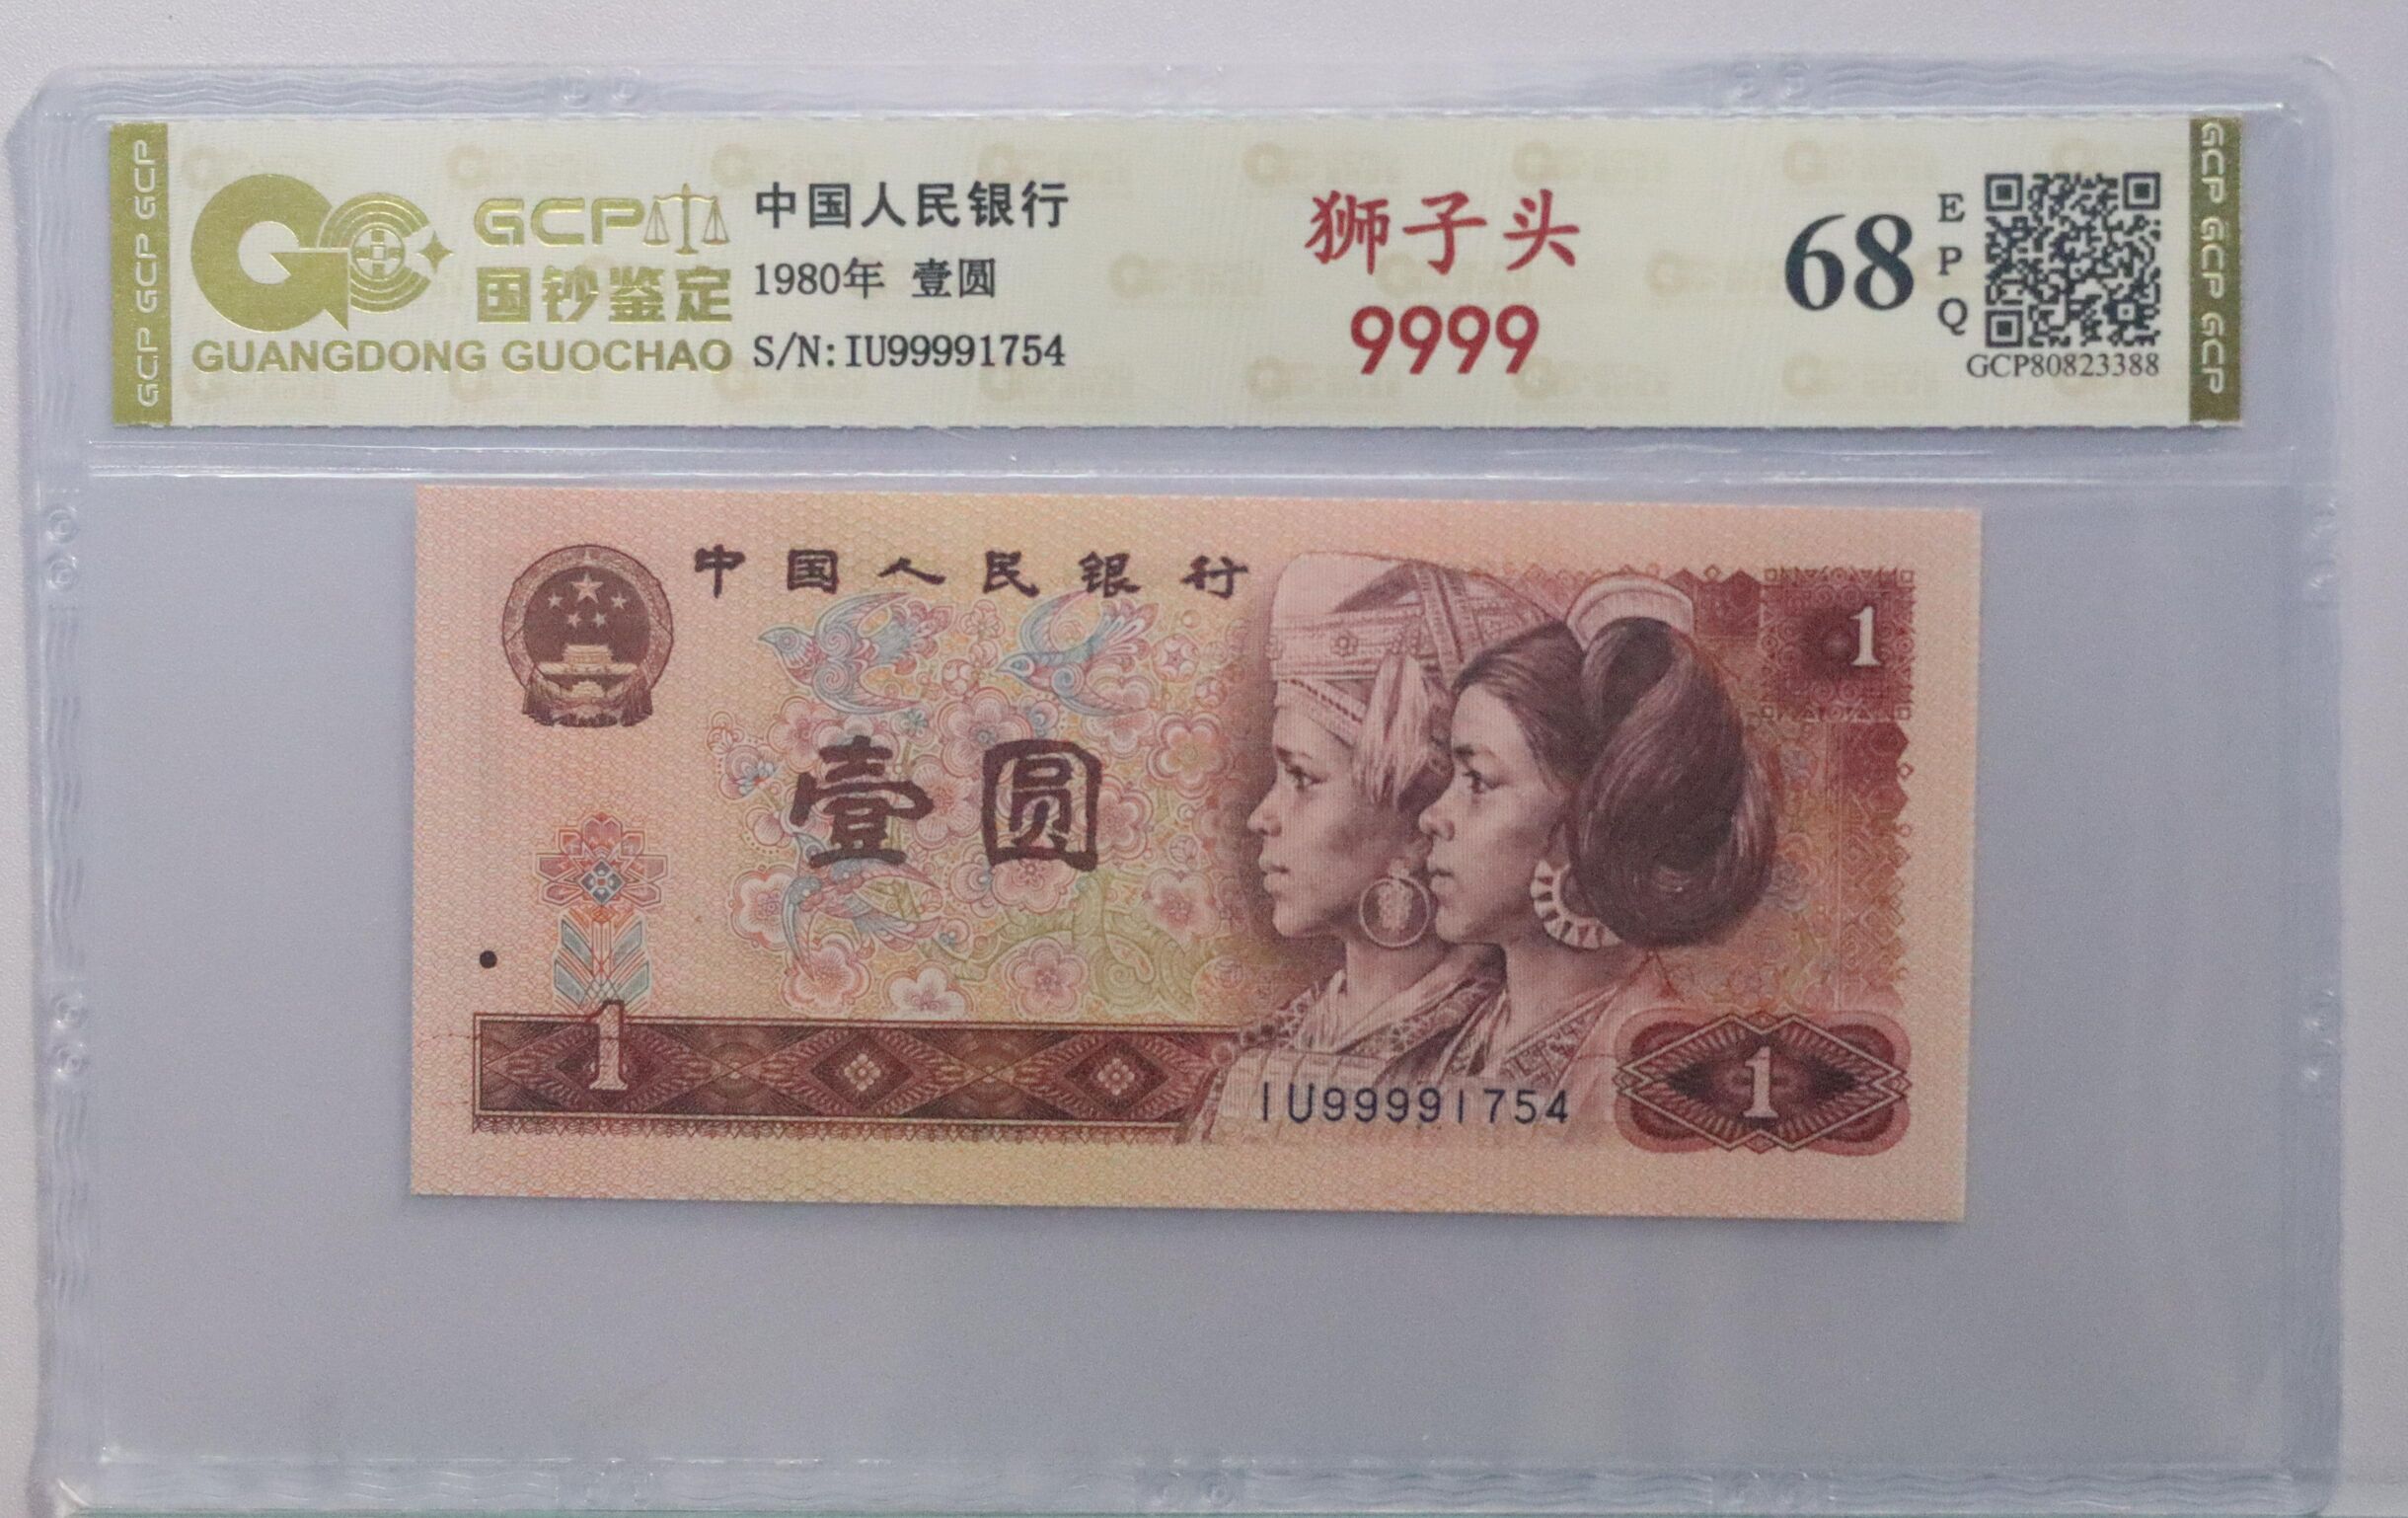 GCP GCP GCP
GCP
国钞鉴定
GUANGDONG GUOCHAO
中国人民银行
1980年 壹圆
S/N:IU99991754
狮子头
9999
68
EPQ
GCP80823388
GCP GCP GCP
中国人民银行
1
壹圆
1
IU99991754
1